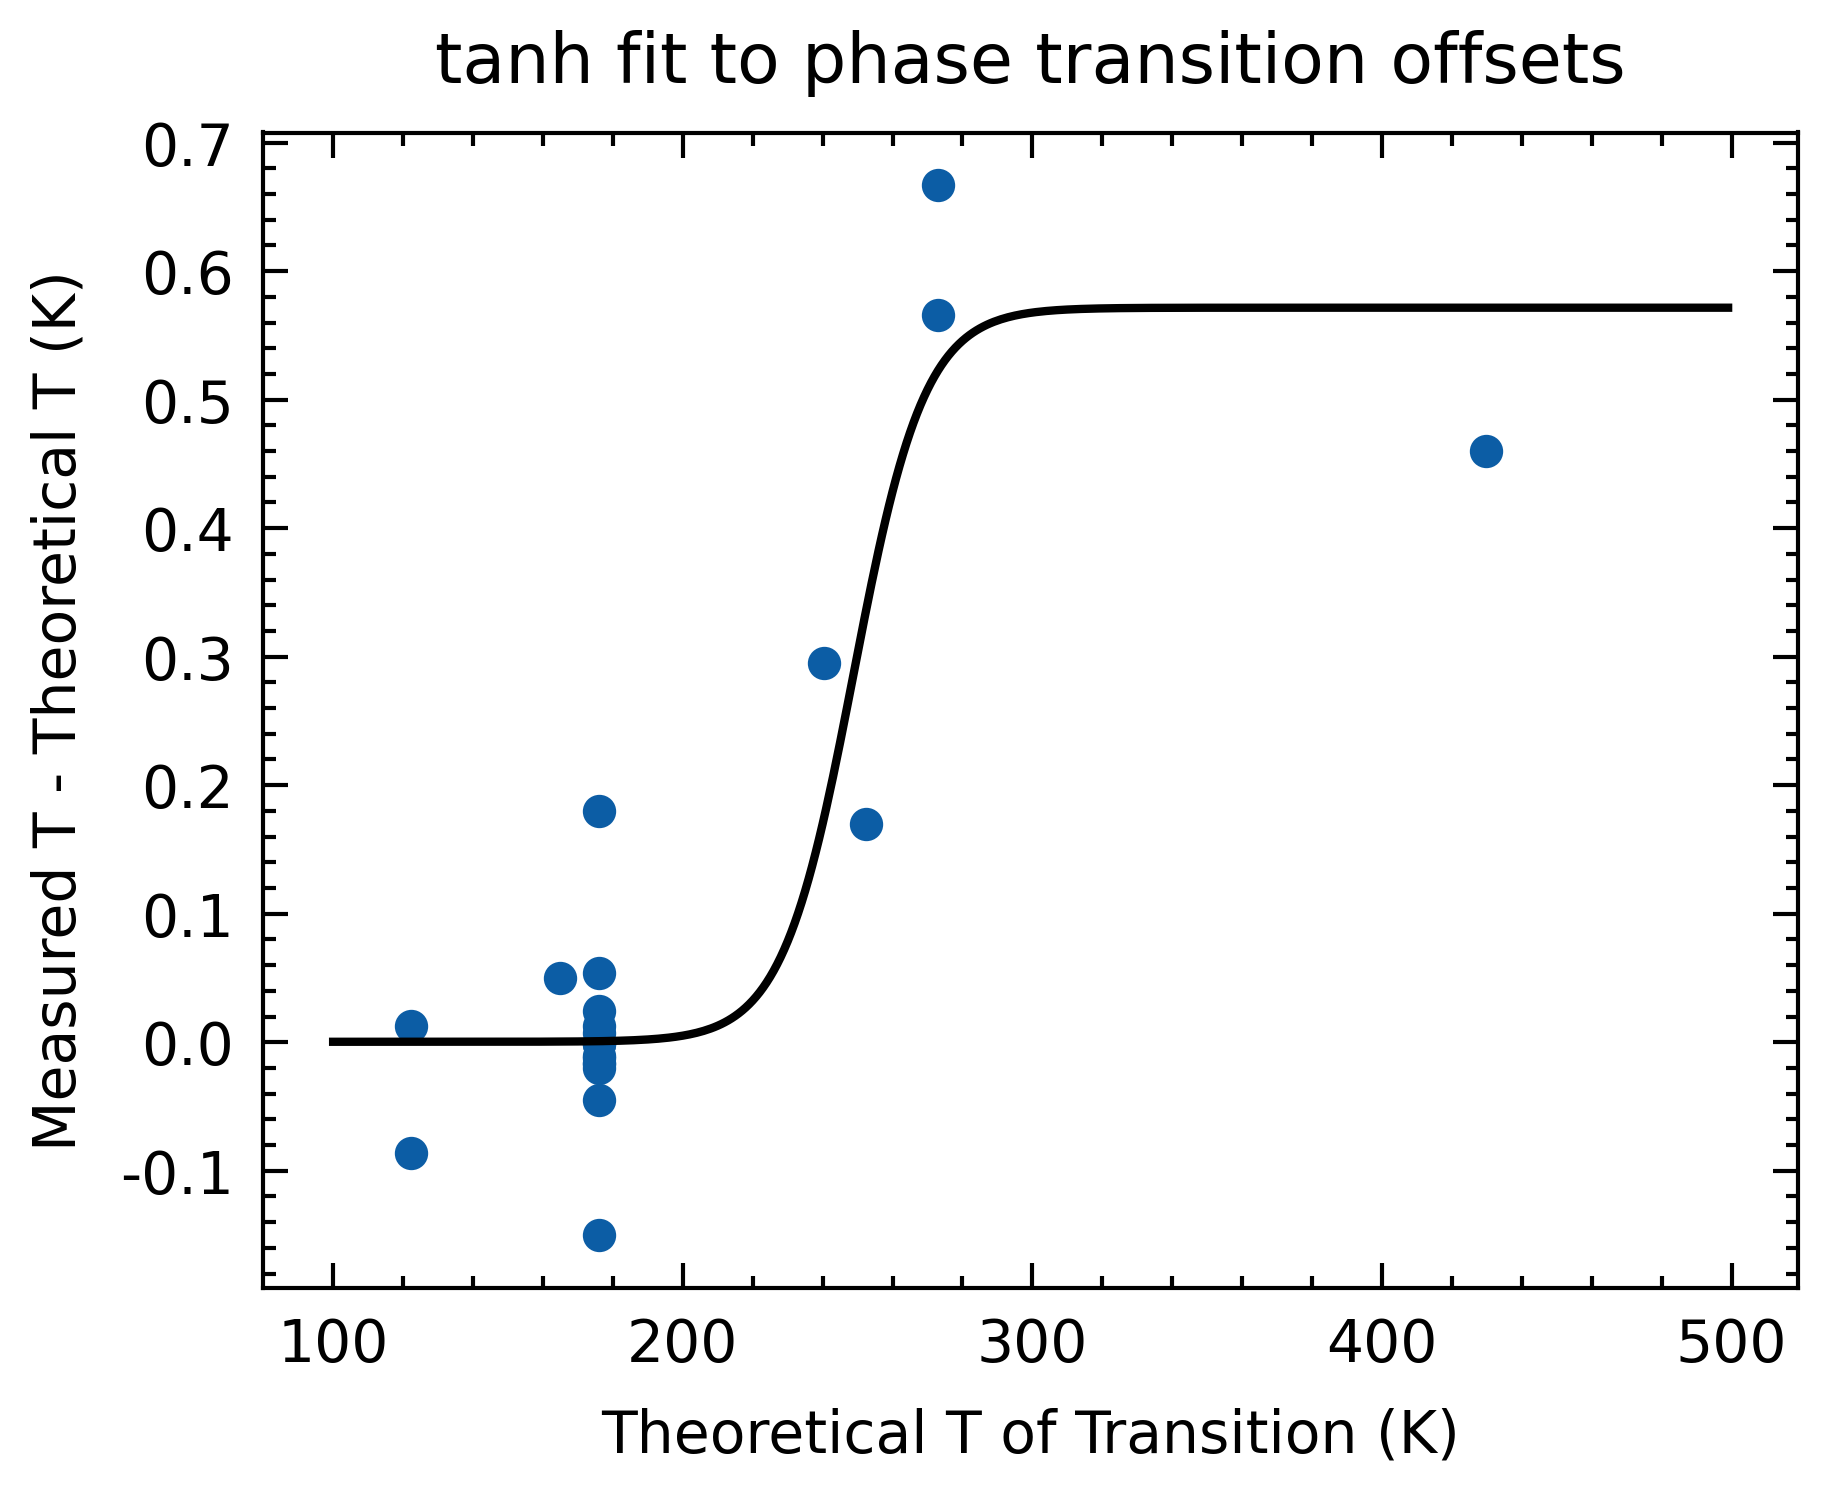 tanh fit to phase transition offsets
0.7
0.6
0.5
0.4
0.3
0.2
0.1
0.0
-0.1
Measured T - Theoretical T (K)
100 200 300 400 500
Theoretical T of Transition (K)